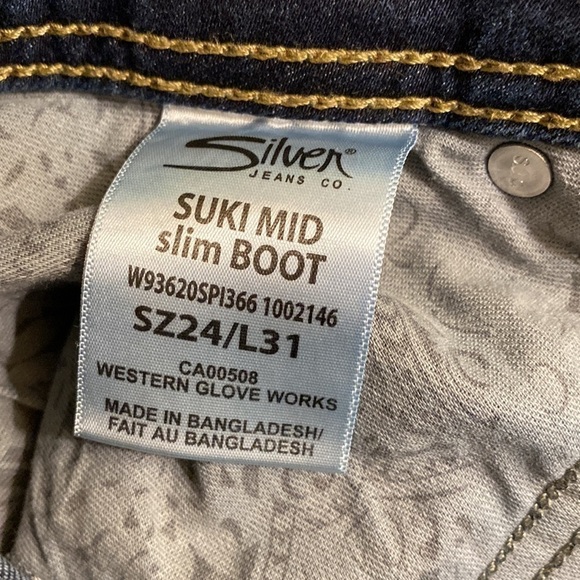 Silver®
JEANS CO.
SUKI MID
slim BOOT
W93620SPI366 1002146
SZ24/L31
CA00508
WESTERN GLOVE WORKS
MADE IN BANGLADESH/
FAIT AU BANGLADESH